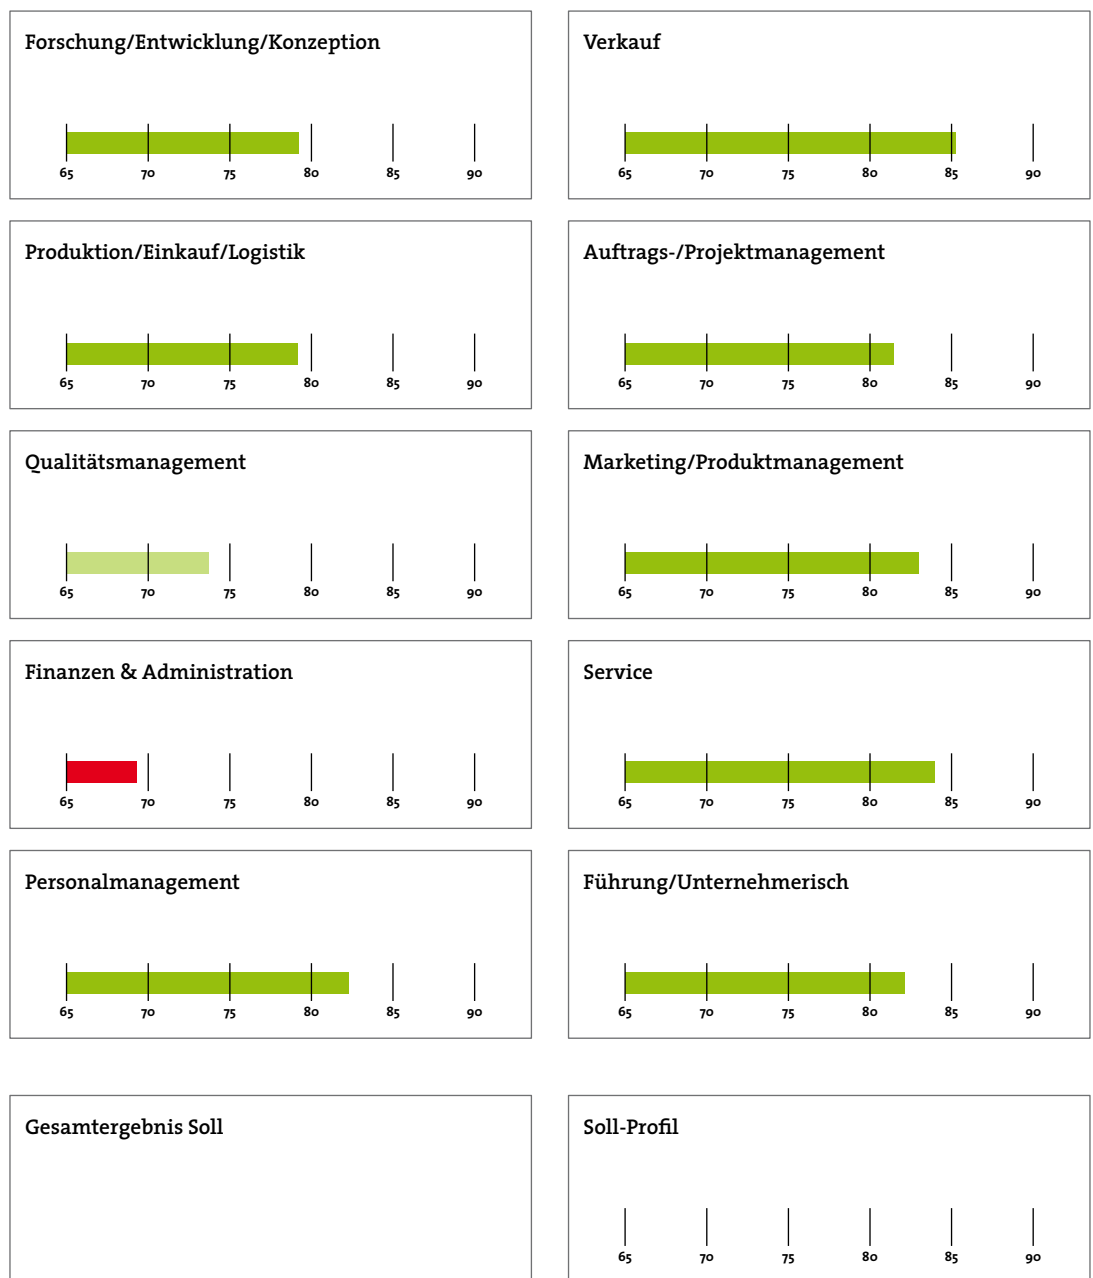 Forschung/Entwicklung/Konzeption
65 70 75 80 85 90
Verkauf
65 70 75 80 85 90
Produktion/Einkauf/Logistik
65 70 75 80 85 90
Auftrags-/Projektmanagement
65 70 75 80 85 90
Qualitätsmanagement
65 70 75 80 85 90
Marketing/Produktmanagement
65 70 75 80 85 90
Finanzen & Administration
65 70 75 80 85 90
Service
65 70 75 80 85 90
Personalmanagement
65 70 75 80 85 90
Führung/Unternehmerisch
65 70 75 80 85 90
Gesamtergebnis Soll
Soll-Profil
65 70 75 80 85 90